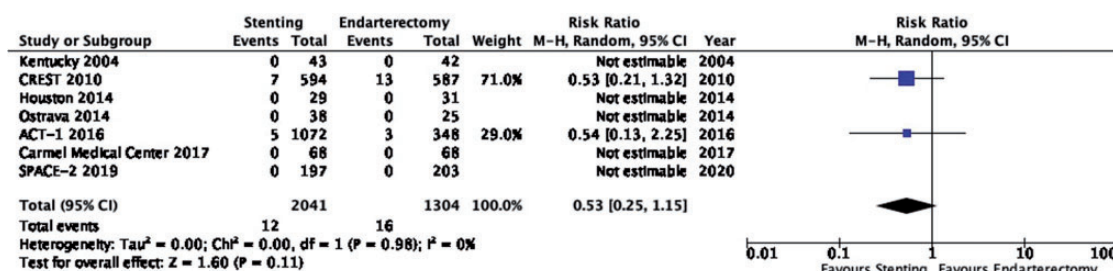 Stenting Endarterectomy Risk Ratio Risk Ratio
Study or Subgroup Events Total Events Total Weight M-H, Random, 95% CI Year M-H, Random, 95% CI
Kentucky 2004 0 43 0 42 Not estimable 2004
CREST 2010 7 594 13 587 71.0% 0.53 [0.21, 1.32] 2010
Houston 2014 0 29 0 31 Not estimable 2014
Ostrava 2014 0 38 0 25 Not estimable 2014
ACT-1 2016 5 1072 3 348 29.0% 0.54 [0.13, 2.25] 2016
Carmel Medical Center 2017 0 68 0 68 Not estimable 2017
SPACE-2 2019 0 197 0 203 Not estimable 2020
Total (95% CI) 2041 1304 100.0% 0.53 [0.25, 1.15]
Total events 12 16
Heterogeneity: Tau² = 0.00; Chi² = 0.00, df = 1 (P = 0.98); I² = 0%
Test for overall effect: Z = 1.60 (P = 0.11)
0.01 0.1 1 10 100
Favours Stenting Favours Endarterectomy